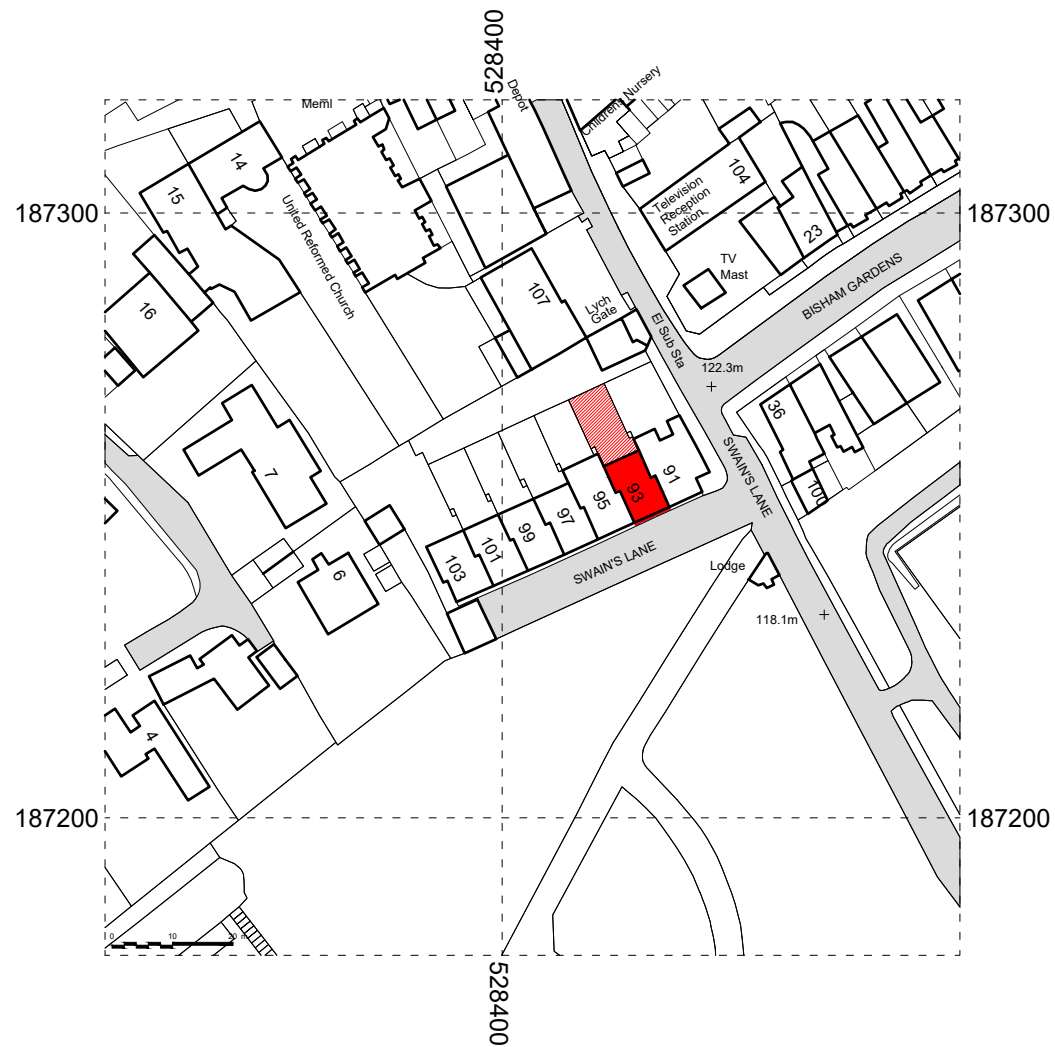 528400
Depot
Childrens Nursery
Meml
14
15
104
Television
Reception
Station
187300
187300
23
United Reformed Church
TV
Mast
BISHAM GARDENS
16
107
Lych
Gate
El Sub Sta
122.3m
36
SWAIN'S LANE
100
7
91
93
95
97
99
101
103
SWAIN'S LANE
6
Lodge
118.1m
4
187200
187200
0
10
20
m
528400